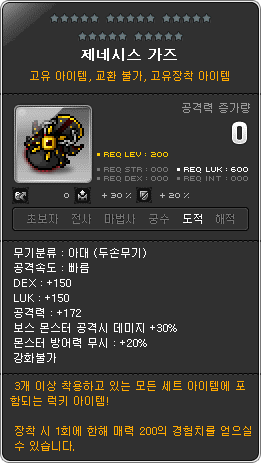 제네시스 가즈
고유 아이템, 교환 불가, 고유장착 아이템
공격력 증가량
0
REQ LEV : 200
REQ STR : 000 REQ LUK : 600
REQ DEX : 000 REQ INT : 000
0 +30% +20%
초보자 전사 마법사 궁수 도적 해적
무기분류 : 아대 (두손무기)
공격속도 : 빠름
DEX : +150
LUK : +150
공격력 : +172
보스 몬스터 공격시 데미지 +30%
몬스터 방어력 무시 : +20%
강화불가
3개 이상 착용하고 있는 모든 세트 아이템에 포
함되는 럭키 아이템!
장착 시 1회에 한해 매력 200의 경험치를 얻으실
수 있습니다.